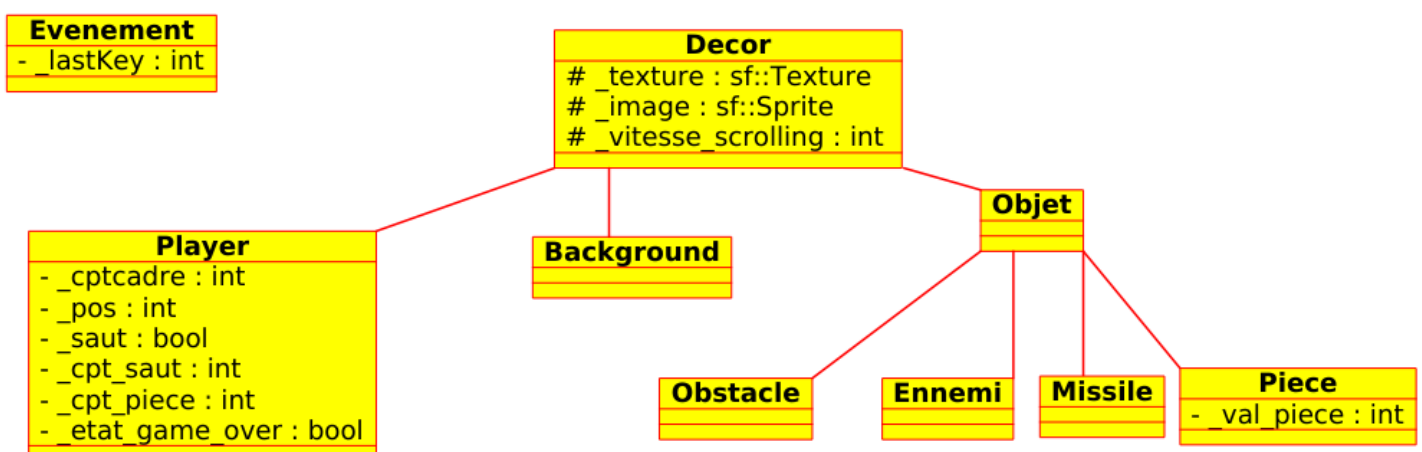 Evenement
- _lastKey : int
Decor
# _texture : sf::Texture
# _image : sf::Sprite
# _vitesse_scrolling : int
Objet
Player
- _cptcadre : int
- _pos : int
- _saut : bool
- _cpt_saut : int
- _cpt_piece : int
- _etat_game_over : bool
Background
Obstacle
Ennemi
Missile
Piece
- _val_piece : int